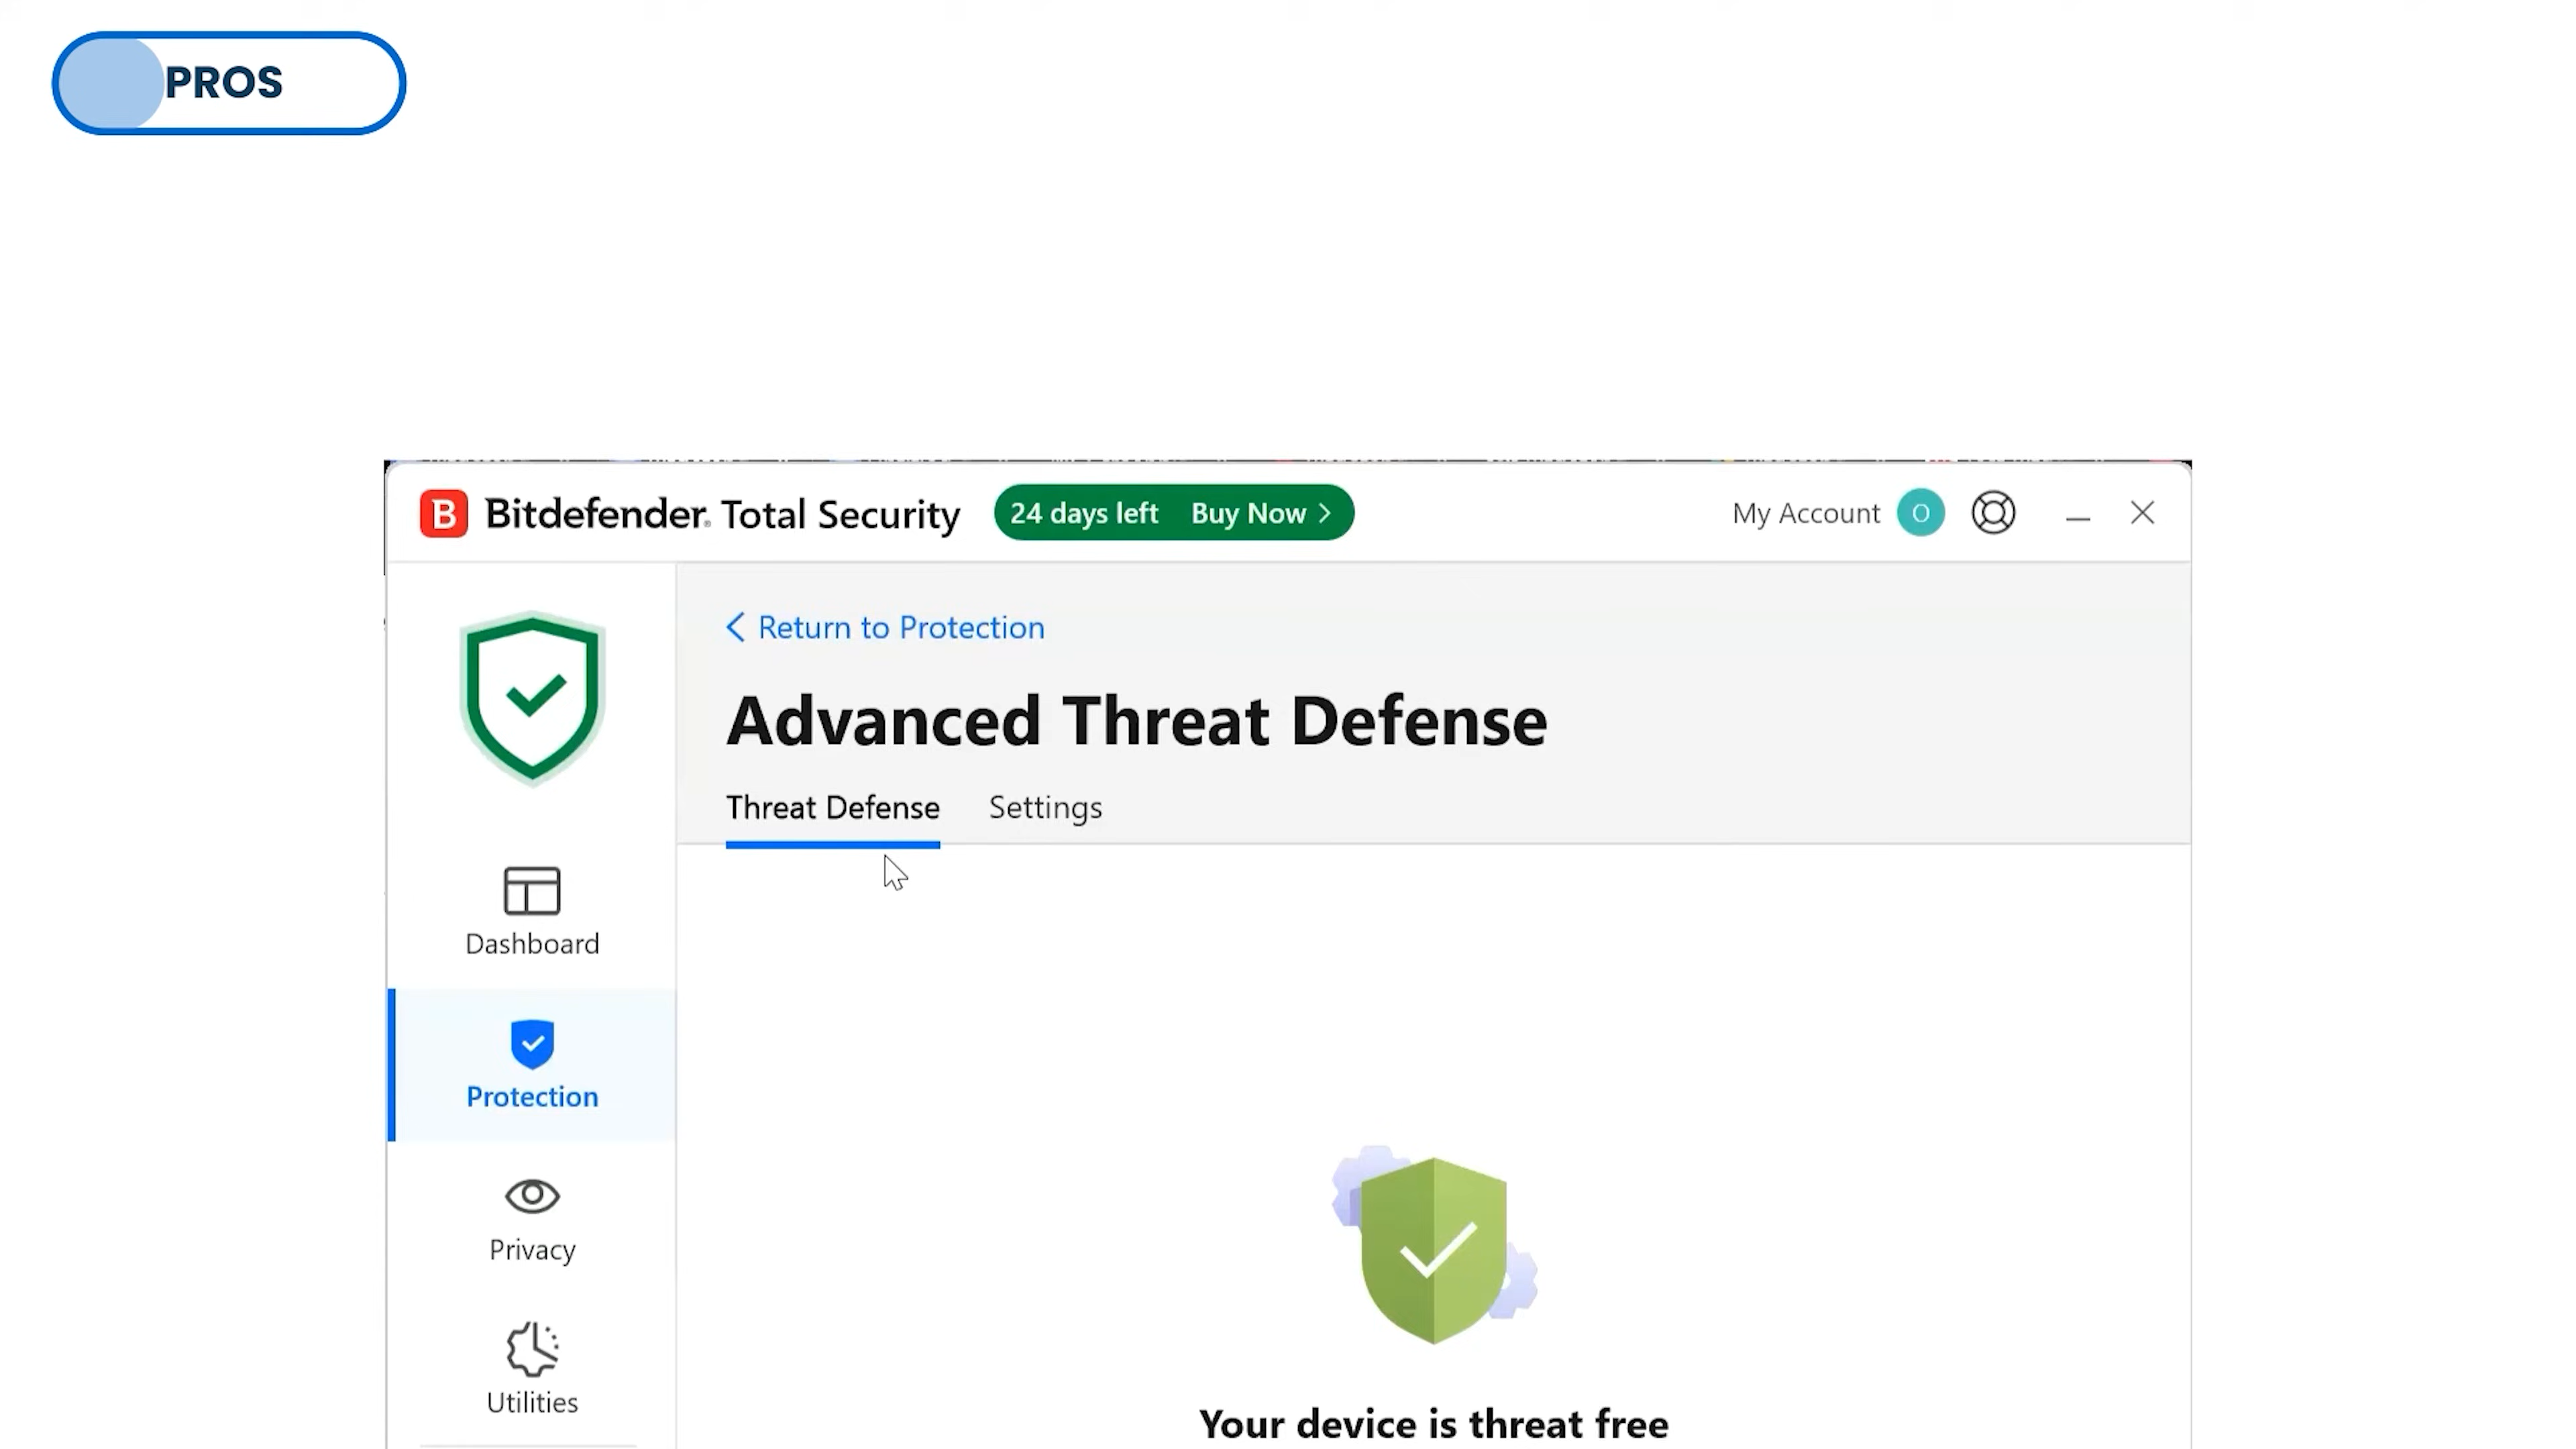 PROS
B Bitdefender Total Security
24 days left Buy Now
My Account O
Return to Protection
Advanced Threat Defense
Threat Defense Settings
Dashboard
Protection
Privacy
Utilities
Your device is threat free